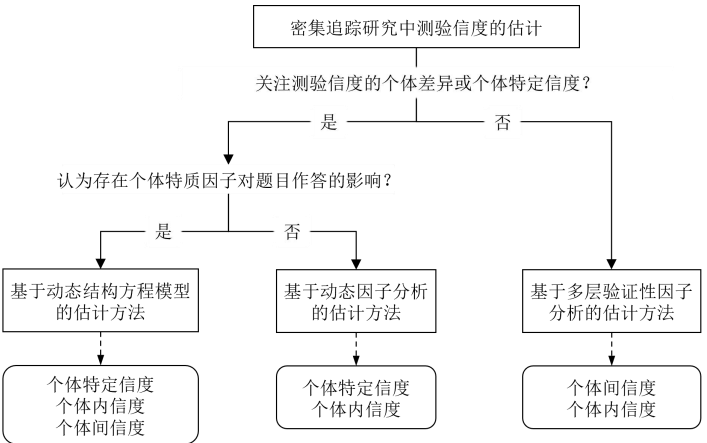 密集追踪研究中测验信度的估计
关注测验信度的个体差异或个体特定信度？
是
否
认为存在个体特质因子对题目作答的影响？
是
否
基于动态结构方程模型
的估计方法
基于动态因子分析
的估计方法
基于多层验证性因子
分析的估计方法
个体特定信度
个体内信度
个体间信度
个体特定信度
个体内信度
个体间信度
个体内信度